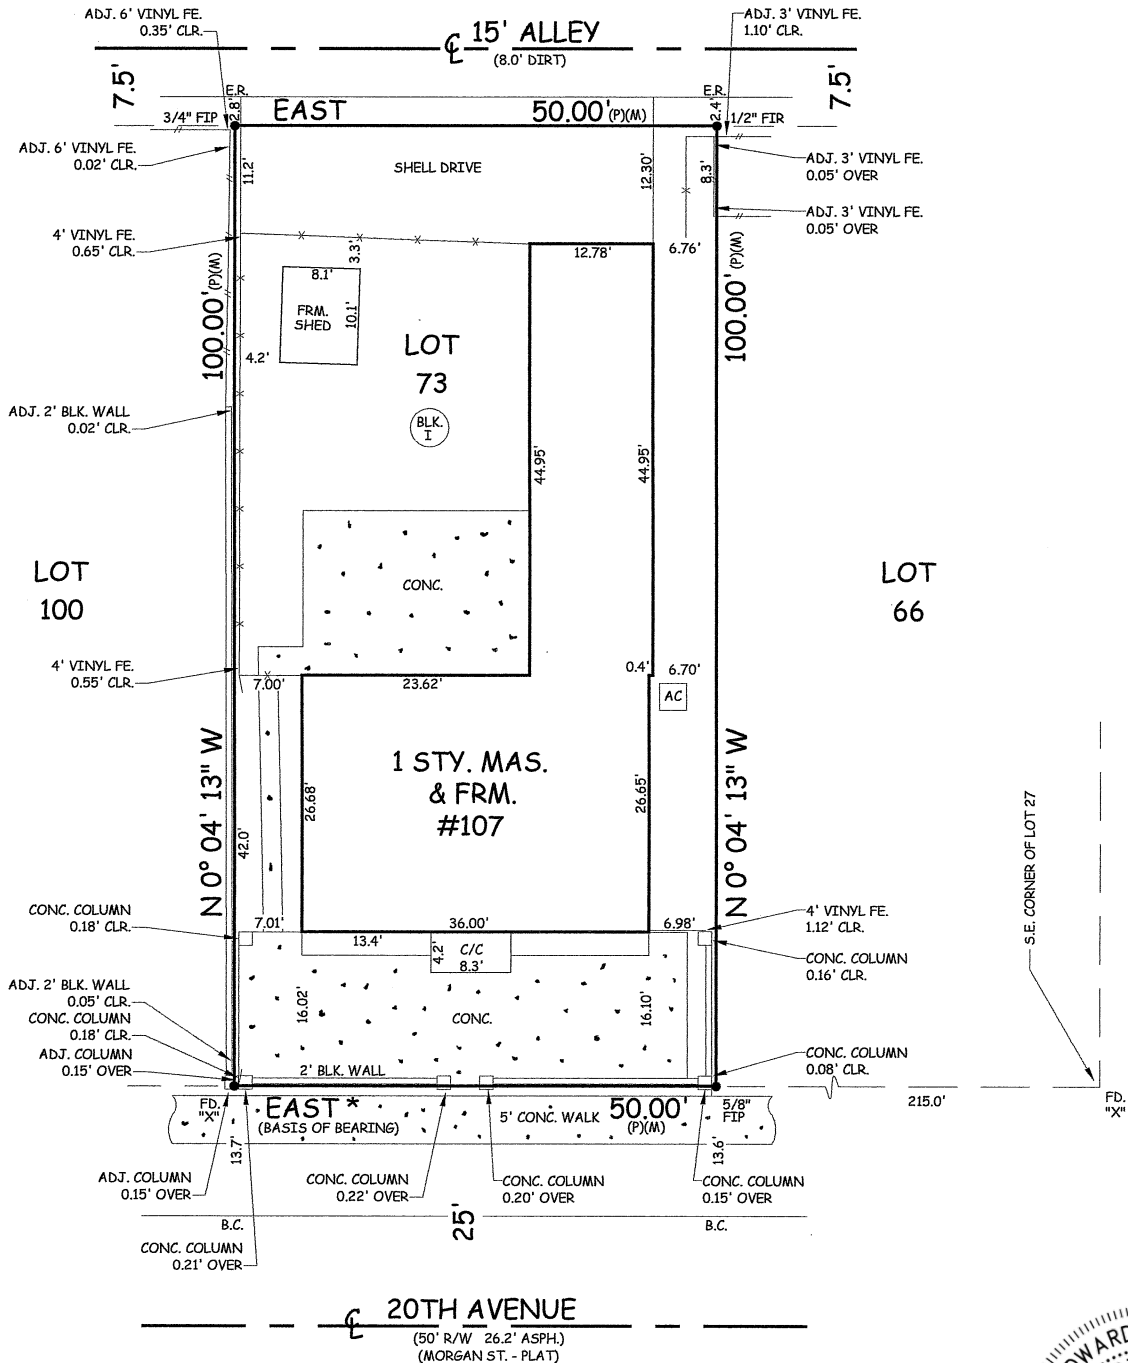 ADJ. 6' VINYL FE.
0.35' CLR.
15' ALLEY
(8.0' DIRT)
ADJ. 3' VINYL FE.
1.10' CLR.
7.5'
7.5'
E.R.
E.R.
2.8'
2.4'
3/4" FIP
EAST
50.00' (P)(M)
1/2" FIR
ADJ. 6' VINYL FE.
0.02' CLR.
11.2'
SHELL DRIVE
12.30'
8.3'
ADJ. 3' VINYL FE.
0.05' OVER
ADJ. 3' VINYL FE.
0.05' OVER
4' VINYL FE.
0.65' CLR.
3.3'
12.78'
6.76'
100.00' (P)(M)
100.00' (P)(M)
8.1'
10.1'
FRM.
SHED
4.2'
LOT
73
BLK.
I
ADJ. 2' BLK. WALL
0.02' CLR.
44.95'
44.95'
LOT
100
CONC.
LOT
66
4' VINYL FE.
0.55' CLR.
7.00'
23.62'
0.4'
6.70'
AC
N 0° 04' 13" W
N 0° 04' 13" W
1 STY. MAS.
& FRM.
#107
26.68'
26.65'
42.0'
S.E. CORNER OF LOT 27
CONC. COLUMN
0.18' CLR.
7.01'
36.00'
6.98'
4' VINYL FE.
1.12' CLR.
13.4'
4.2'
C/C
8.3'
CONC. COLUMN
0.16' CLR.
ADJ. 2' BLK. WALL
0.05' CLR.
CONC. COLUMN
0.18' CLR.
ADJ. COLUMN
0.15' OVER
16.02'
CONC.
16.10'
CONC. COLUMN
0.08' CLR.
2' BLK. WALL
215.0'
FD.
"X"
FD.
"X"
EAST *
(BASIS OF BEARING)
5' CONC. WALK
50.00'
(P)(M)
5/8"
FIP
13.7'
13.6'
ADJ. COLUMN
0.15' OVER
CONC. COLUMN
0.22' OVER
CONC. COLUMN
0.20' OVER
CONC. COLUMN
0.15' OVER
B.C.
25'
B.C.
CONC. COLUMN
0.21' OVER
20TH AVENUE
(50' R/W 26.2' ASPH.)
(MORGAN ST. - PLAT)